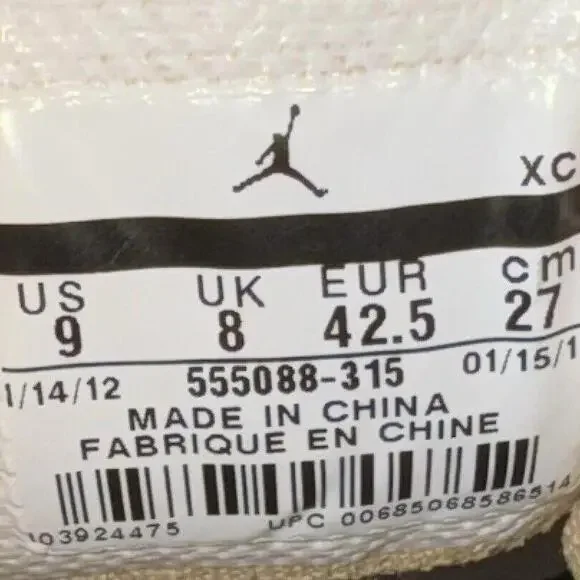 XC
US UK EUR cm
9 8 42.5 27
1/14/12 555088-315 01/15/1
MADE IN CHINA
FABRIQUE EN CHINE
103924475 UPC 00685068586514